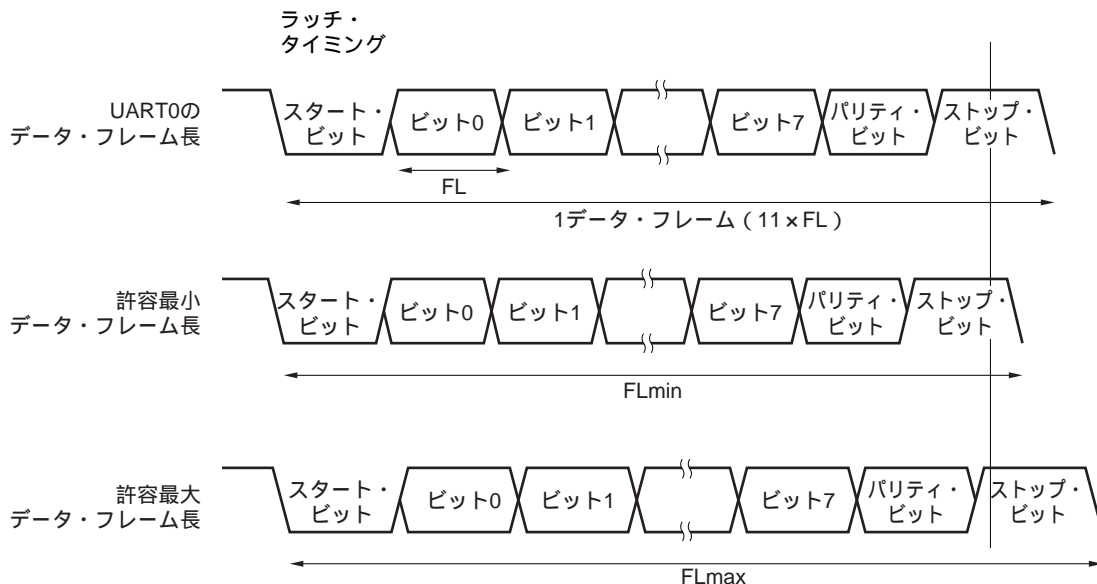 ラッチ・
タイミング
UART0の
データ・フレーム長
スタート・
ビット
ビット0
ビット1
ビット7
パリティ・
ビット
ストップ・
ビット
FL
1データ・フレーム（11×FL）
許容最小
データ・フレーム長
スタート・
ビット
ビット0
ビット1
ビット7
パリティ・
ビット
ストップ・
ビット
FLmin
許容最大
データ・フレーム長
スタート・
ビット
ビット0
ビット1
ビット7
パリティ・
ビット
ストップ・
ビット
FLmax